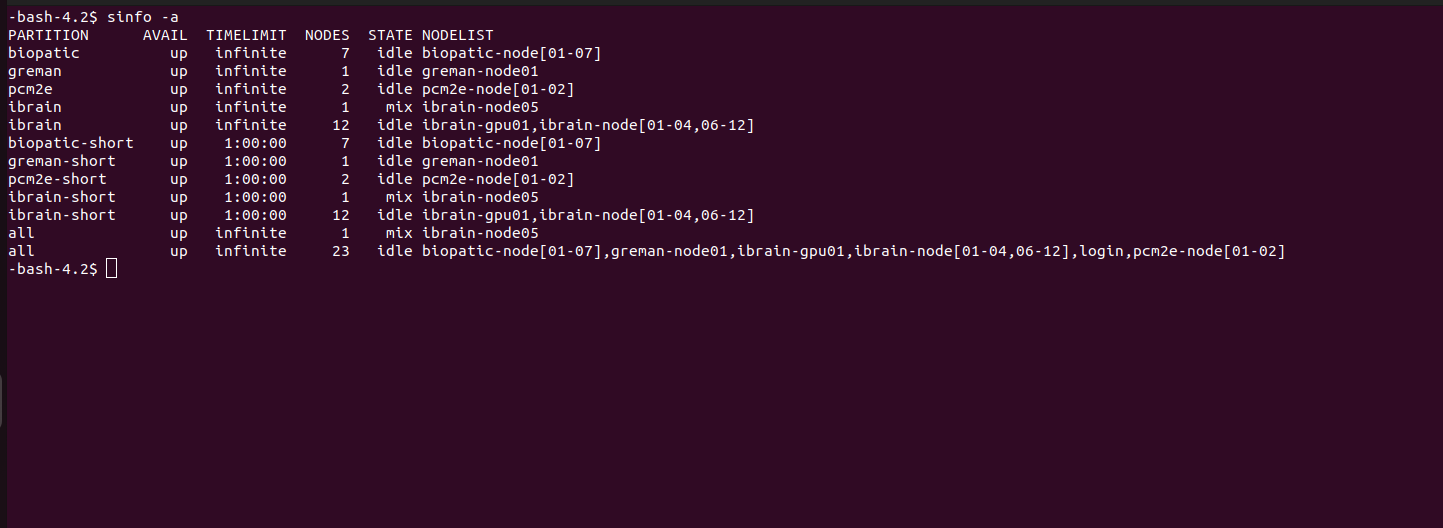 -bash-4.2$ sinfo -a
PARTITION      AVAIL  TIMELIMIT  NODES  STATE NODELIST
biopatic          up   infinite      7   idle biopatic-node[01-07]
greman            up   infinite      1   idle greman-node01
pcm2e             up   infinite      2   idle pcm2e-node[01-02]
ibrain            up   infinite      1    mix ibrain-node05
ibrain            up   infinite     12   idle ibrain-gpu01,ibrain-node[01-04,06-12]
biopatic-short    up    1:00:00      7   idle biopatic-node[01-07]
greman-short      up    1:00:00      1   idle greman-node01
pcm2e-short       up    1:00:00      2   idle pcm2e-node[01-02]
ibrain-short      up    1:00:00      1    mix ibrain-node05
ibrain-short      up    1:00:00     12   idle ibrain-gpu01,ibrain-node[01-04,06-12]
all               up   infinite      1    mix ibrain-node05
all               up   infinite     23   idle biopatic-node[01-07],greman-node01,ibrain-gpu01,ibrain-node[01-04,06-12],login,pcm2e-node[01-02]
-bash-4.2$